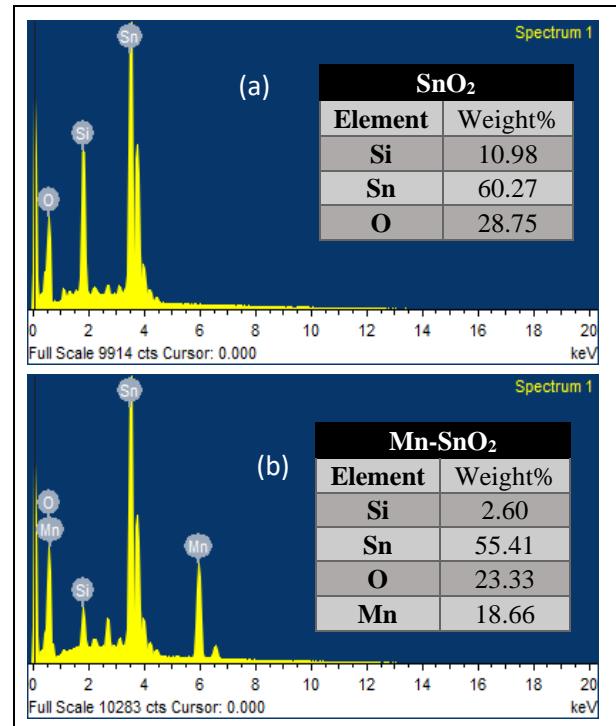 Spectrum 1
Sn
(a)
SnO₂
Element Weight%
Si 10.98
Sn 60.27
O 28.75
Si
O
0 2 4 6 8 10 12 14 16 18 20
Full Scale 9914 cts Cursor: 0.000 keV
Spectrum 1
Sn
(b)
Mn-SnO₂
Element Weight%
Si 2.60
Sn 55.41
O 23.33
Mn 18.66
O
Mn
Mn
Si
0 2 4 6 8 10 12 14 16 18 20
Full Scale 10283 cts Cursor: 0.000 keV